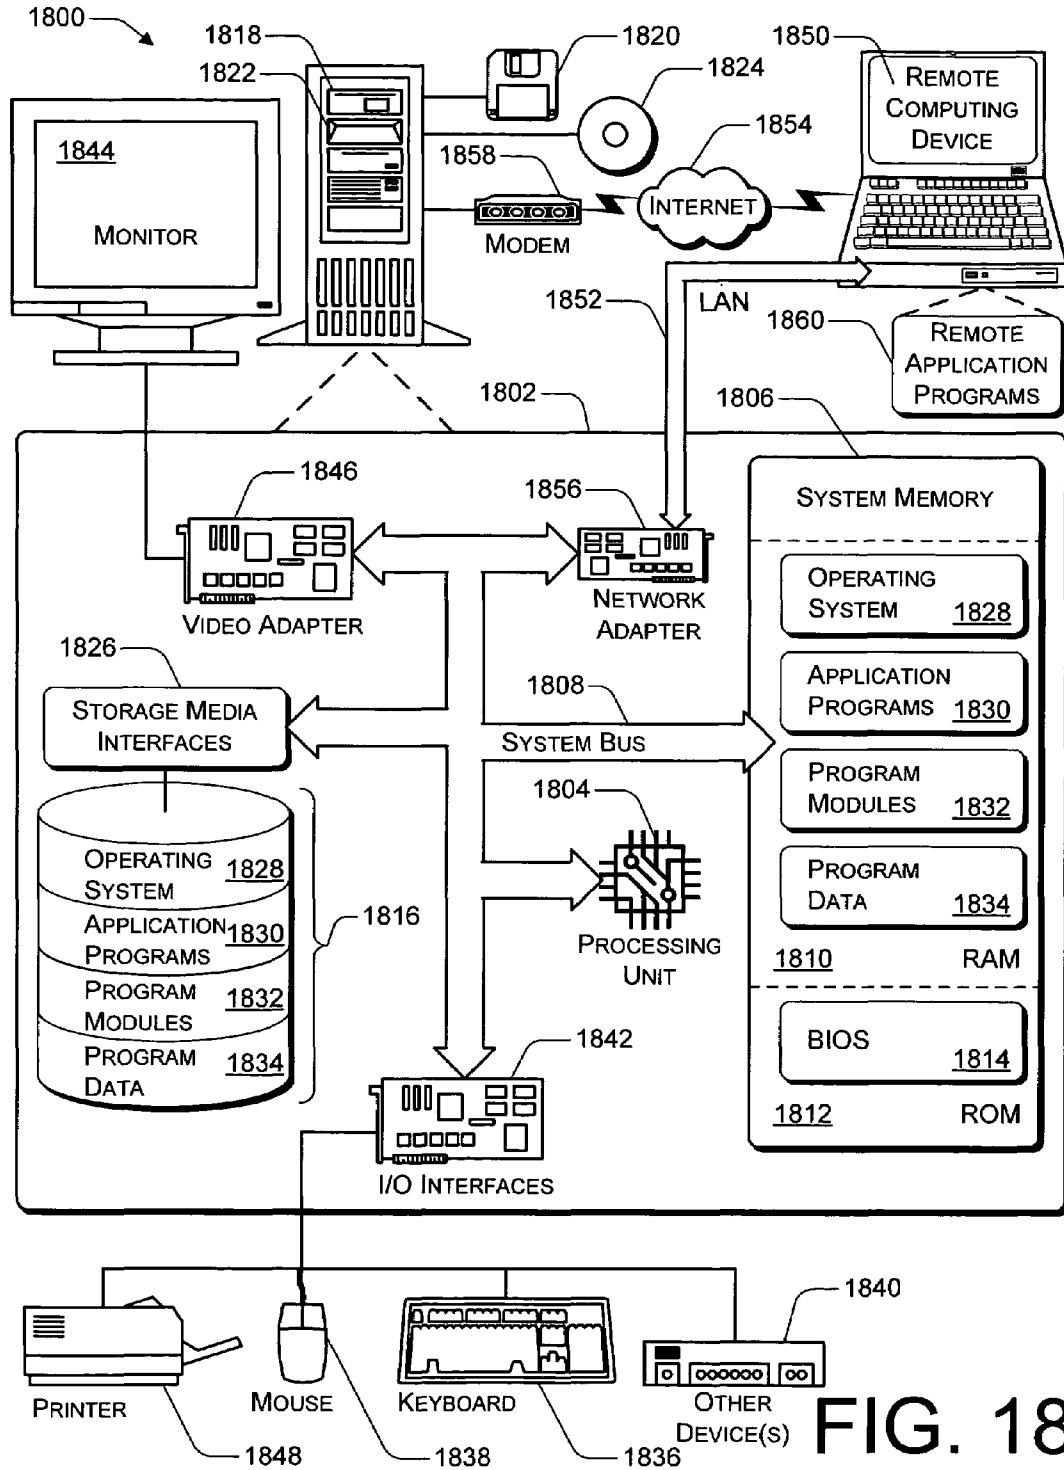 1800
1818
1822
1820
1824
1850
REMOTE
COMPUTING
DEVICE
1844
MONITOR
1858
MODEM
1854
INTERNET
1852
LAN
1860
REMOTE
APPLICATION
PROGRAMS
1802
1806
1846
VIDEO ADAPTER
1856
NETWORK
ADAPTER
SYSTEM MEMORY
OPERATING
SYSTEM 1828
APPLICATION
PROGRAMS 1830
PROGRAM
MODULES 1832
PROGRAM
DATA 1834
1810 RAM
BIOS
1814
1812 ROM
1826
STORAGE MEDIA
INTERFACES
1808
SYSTEM BUS
1804
PROCESSING
UNIT
OPERATING
SYSTEM 1828
APPLICATION
PROGRAMS 1830
PROGRAM
MODULES 1832
PROGRAM
DATA 1834
1816
1842
I/O INTERFACES
PRINTER
1848
MOUSE
1838
KEYBOARD
1836
1840
OTHER
DEVICE(S)
FIG. 18